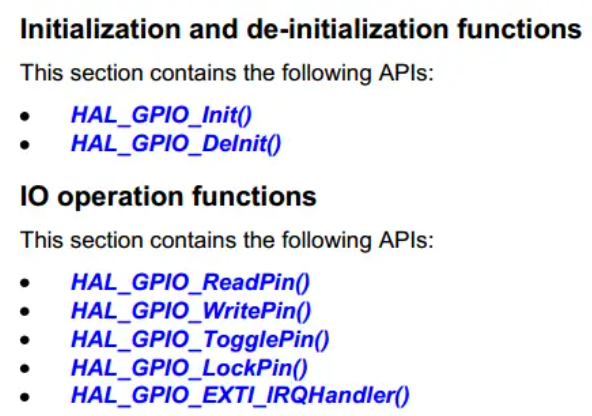 Initialization and de-initialization functions
This section contains the following APIs:
• HAL_GPIO_Init()
• HAL_GPIO_DeInit()
IO operation functions
This section contains the following APIs:
• HAL_GPIO_ReadPin()
• HAL_GPIO_WritePin()
• HAL_GPIO_TogglePin()
• HAL_GPIO_LockPin()
• HAL_GPIO_EXTI_IRQHandler()